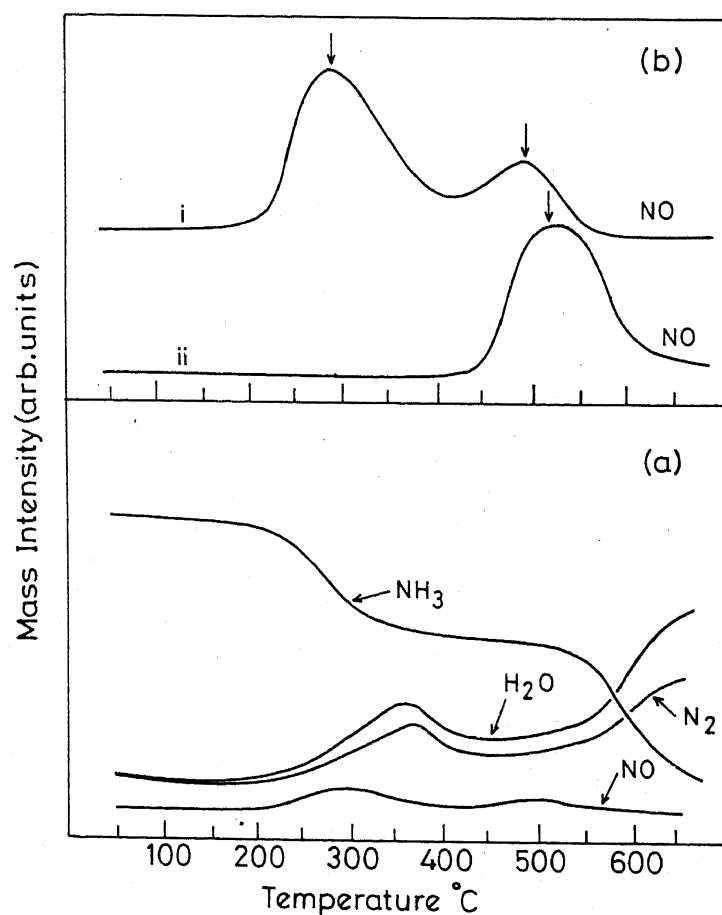 (b)
i
NO
ii
NO
Mass Intensity (arb.units)
(a)
NH3
H2O
N2
NO
100 200 300 400 500 600
Temperature °C